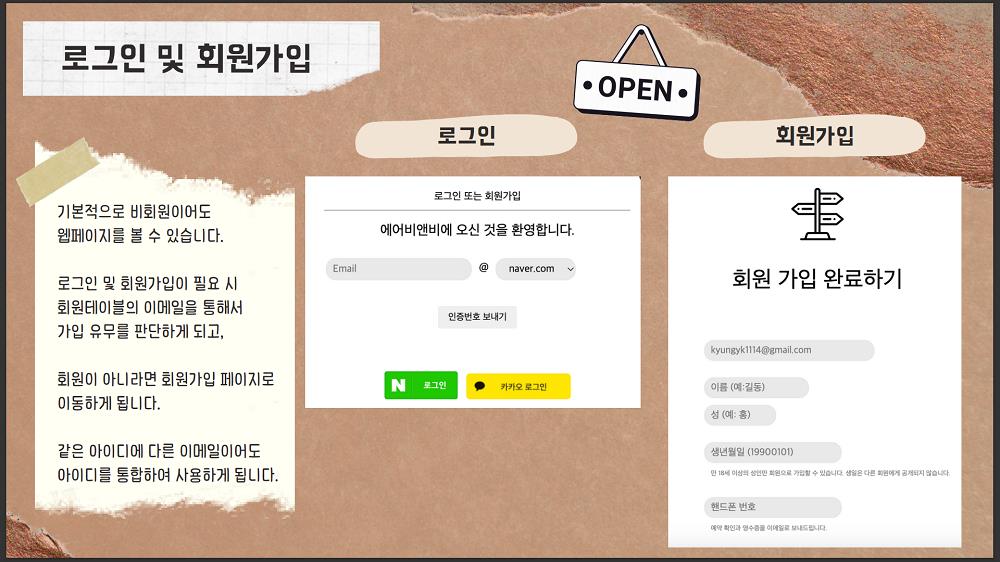 로그인 및 회원가입
OPEN
기본적으로 비회원이어도
웹페이지를 볼 수 있습니다.
로그인 및 회원가입이 필요 시
회원테이블의 이메일을 통해서
가입 유무를 판단하게 되고,
회원이 아니라면 회원가입 페이지로
이동하게 됩니다.
같은 아이디에 다른 이메일이어도
아이디를 통합하여 사용하게 됩니다.
로그인
로그인 또는 회원가입
에어비앤비에 오신 것을 환영합니다.
Email @ naver.com
인증번호 보내기
N 로그인
카카오 로그인
회원가입
회원 가입 완료하기
kyungyk1114@gmail.com
이름 (예:길동)
성 (예: 홍)
생년월일 (19900101)
만 18세 이상의 성인만 회원으로 가입할 수 있습니다. 생일은 다른 회원에게 공개되지 않습니다.
핸드폰 번호
예약 확인과 영수증을 이메일로 보내드립니다.